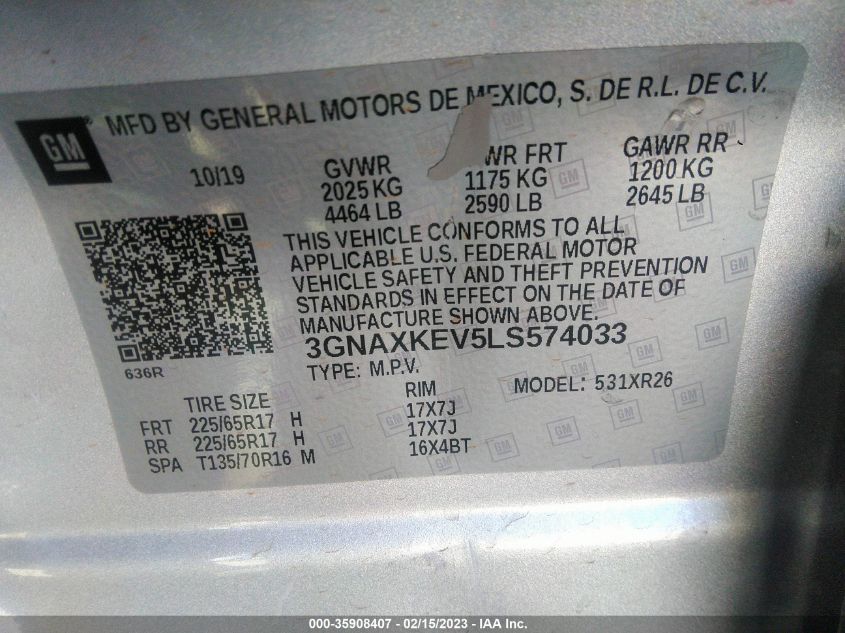 MFD BY GENERAL MOTORS DE MEXICO, S. DE R.L. DE C.V.
GM
10/19
GVWR
2025 KG
4464 LB
WR FRT
1175 KG
2590 LB
GAWR RR
1200 KG
2645 LB
THIS VEHICLE CONFORMS TO ALL
APPLICABLE U.S. FEDERAL MOTOR
VEHICLE SAFETY AND THEFT PREVENTION
STANDARDS IN EFFECT ON THE DATE OF
MANUFACTURE SHOWN ABOVE.
3GNAXKEV5LS574033
636R
TYPE: M.P.V.
MODEL: 531XR26
TIRE SIZE RIM
FRT 225/65R17 H 17X7J
RR 225/65R17 H 17X7J
SPA T135/70R16 M 16X4BT
000-35908407 - 02/15/2023 - IAA Inc.